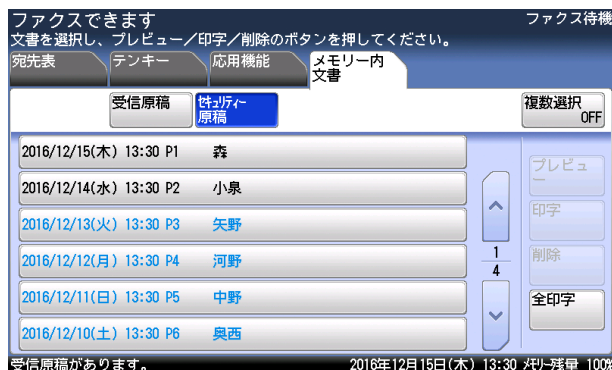 ファクスできます ファクス待機
文書を選択し、プレビュー／印字／削除のボタンを押してください。
宛先表 テンキー 応用機能 メモリー内
文書
受信原稿 ｾｷｭﾘﾃｨｰ
原稿 複数選択
OFF
2016/12/15(木) 13:30 P1 森
2016/12/14(水) 13:30 P2 小泉
2016/12/13(火) 13:30 P3 矢野
2016/12/12(月) 13:30 P4 河野
2016/12/11(日) 13:30 P5 中野
2016/12/10(土) 13:30 P6 奥西
1
4
プレビュ
ー
印字
削除
全印字
受信原稿があります。 2016年12月15日(木) 13:30 ﾒﾓﾘｰ残量 100%